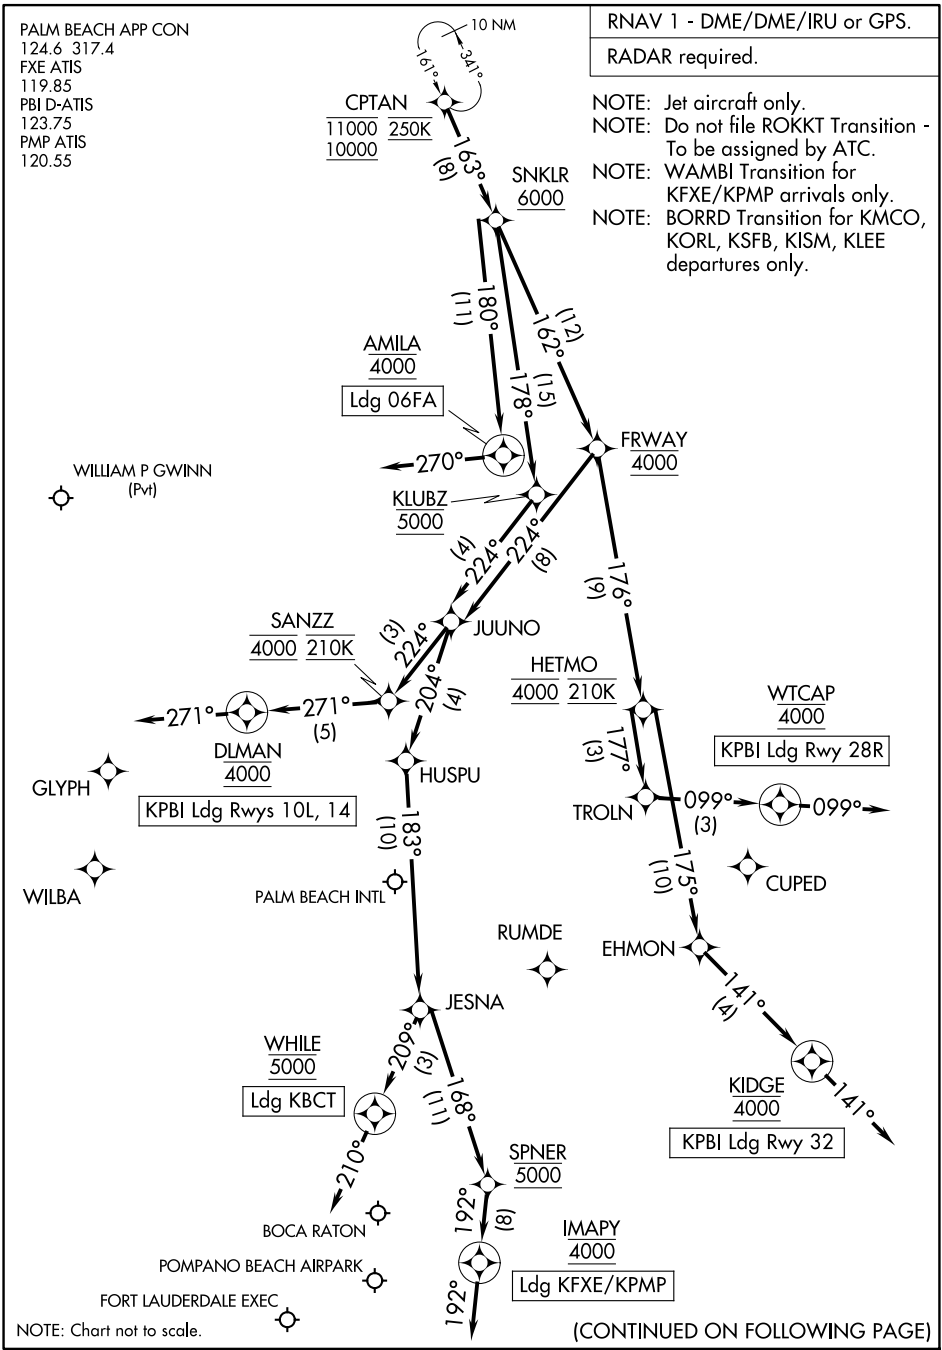 PALM BEACH APP CON
124.6 317.4
FXE ATIS
119.85
PBI D-ATIS
123.75
PMP ATIS
120.55
RNAV 1 - DME/DME/IRU or GPS.
RADAR required.
NOTE: Jet aircraft only.
NOTE: Do not file ROKKT Transition -
To be assigned by ATC.
NOTE: WAMBI Transition for
KFXE/KPMP arrivals only.
NOTE: BORRD Transition for KMCO,
KORL, KSFB, KISM, KLEE
departures only.
10 NM
161°
341°
CPTAN
11000 250K
10000
163°
(8)
SNKLR
6000
180°
(11)
178°
(15)
162°
(12)
AMILA
4000
Ldg 06FA
270°
FRWAY
4000
WILLIAM P GWINN
(Pvt)
KLUBZ
5000
224°
(4)
224°
(8)
176°
(9)
JUUNO
SANZZ
4000 210K
224°
(3)
204°
(4)
HETMO
4000 210K
WTCAP
4000
KPBI Ldg Rwy 28R
271°
271°
(5)
DLMAN
4000
KPBI Ldg Rwys 10L, 14
GLYPH
HUSPU
177°
(3)
TROLN
099°
(3)
099°
183°
(10)
175°
(10)
WILBA
PALM BEACH INTL
CUPED
RUMDE
EHMON
141°
(4)
JESNA
WHILE
5000
Ldg KBCT
209°
(3)
168°
(11)
KIDGE
4000
KPBI Ldg Rwy 32
141°
210°
SPNER
5000
192°
(8)
BOCA RATON
IMAPY
4000
Ldg KFXE/KPMP
POMPANO BEACH AIRPARK
FORT LAUDERDALE EXEC
192°
NOTE: Chart not to scale.
(CONTINUED ON FOLLOWING PAGE)